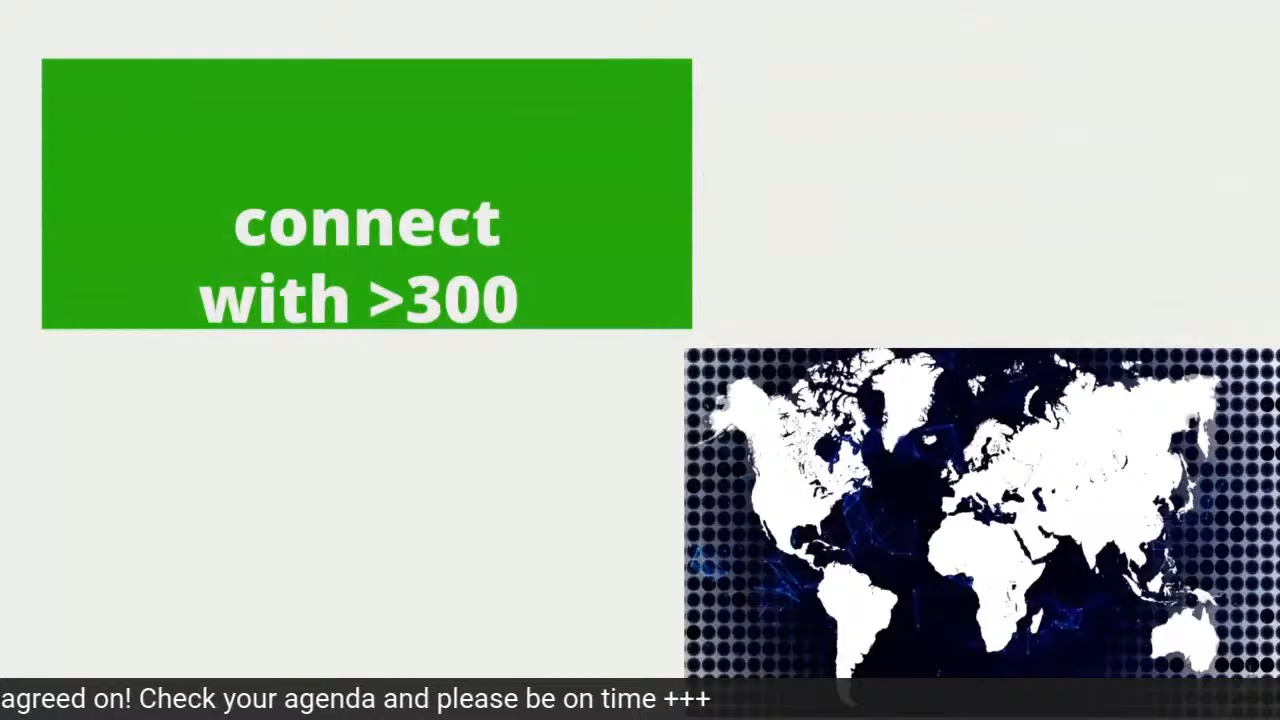 connect
with >300
agreed on! Check your agenda and please be on time +++